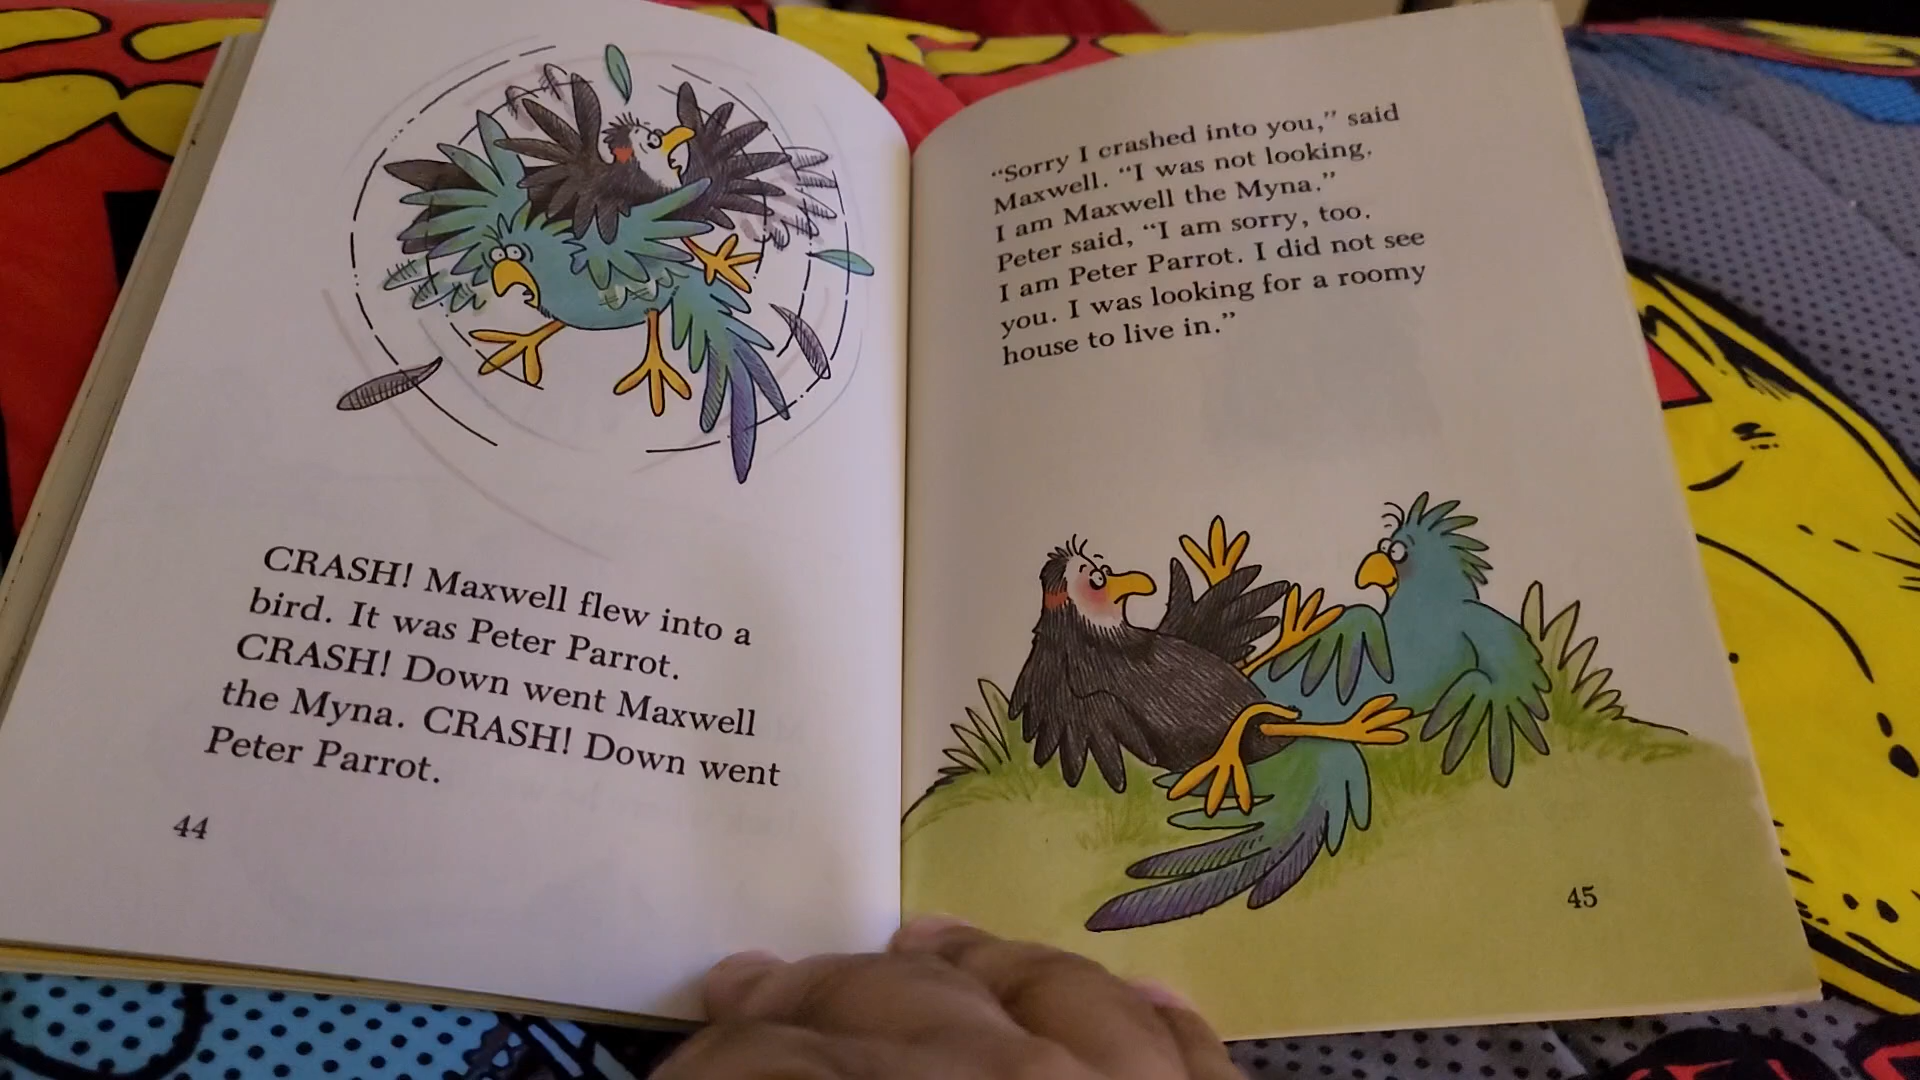 CRASH! Maxwell flew into a
bird. It was Peter Parrot.
CRASH! Down went Maxwell
the Myna. CRASH! Down went
Peter Parrot.
44
“Sorry I crashed into you,” said
Maxwell. “I was not looking.
I am Maxwell the Myna.”
Peter said, “I am sorry, too.
I am Peter Parrot. I did not see
you. I was looking for a roomy
house to live in.”
45